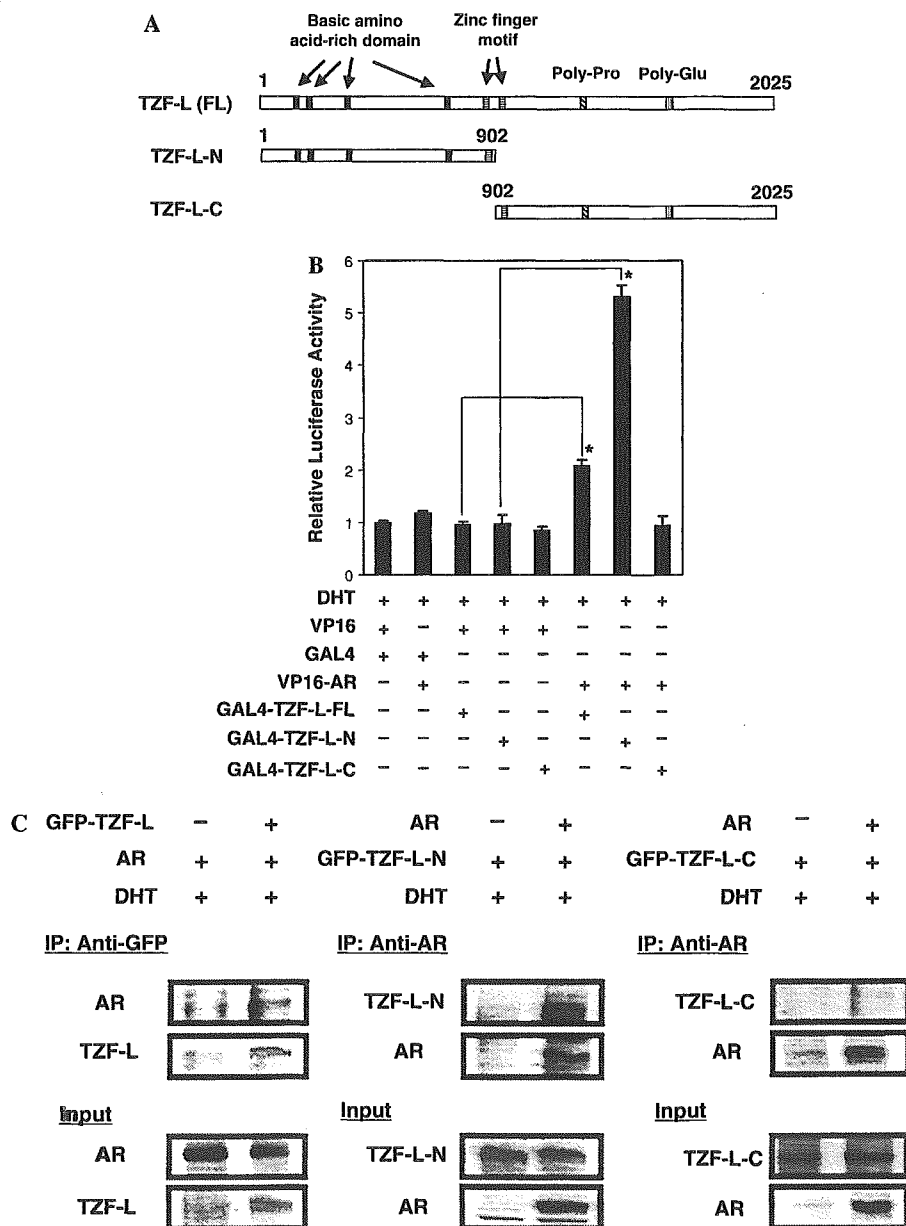 A
Basic amino
acid-rich domain
Zinc finger
motif
Poly-Pro Poly-Glu
1 2025
TZF-L (FL)
1 902
TZF-L-N
902 2025
TZF-L-C
B
Relative Luciferase Activity
6
5
4
3
2
1
0
* *
DHT + + + + + + + +
VP16 + − + + + − − −
GAL4 + + − − − − − −
VP16-AR − + − − − + + +
GAL4-TZF-L-FL − − + − − + − −
GAL4-TZF-L-N − − − + − − + −
GAL4-TZF-L-C − − − − + − − +
C GFP-TZF-L − +
AR + +
DHT + +
IP: Anti-GFP
AR
TZF-L
Input
AR
TZF-L
AR − +
GFP-TZF-L-N + +
DHT + +
IP: Anti-AR
TZF-L-N
AR
Input
TZF-L-N
AR
AR − +
GFP-TZF-L-C + +
DHT + +
IP: Anti-AR
TZF-L-C
AR
Input
TZF-L-C
AR